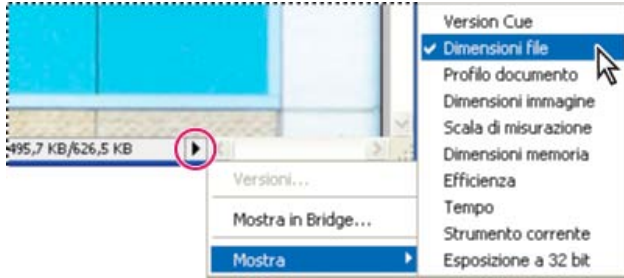 495,7 KB/626,5 KB
Versioni...
Mostra in Bridge...
Mostra
Version Cue
Dimensioni file
Profilo documento
Dimensioni immagine
Scala di misurazione
Dimensioni memoria
Efficienza
Tempo
Strumento corrente
Esposizione a 32 bit